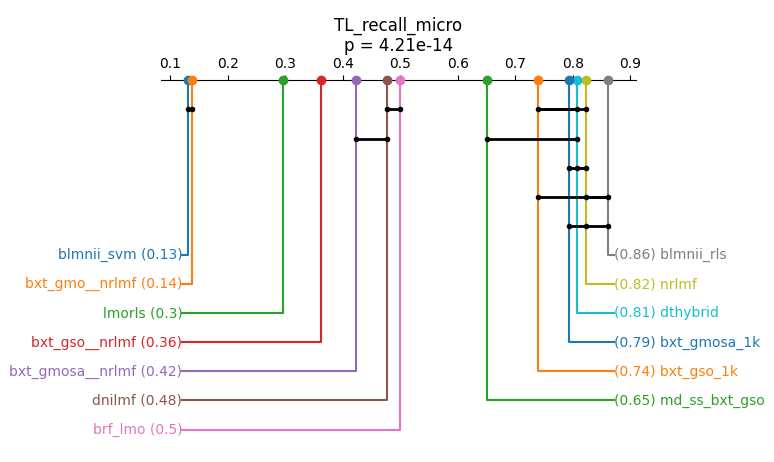 TL_recall_micro
p = 4.21e-14
0.1 0.2 0.3 0.4 0.5 0.6 0.7 0.8 0.9
blmnii_svm (0.13) (0.86) blmnii_rls
bxt_gmo__nrlmf (0.14) (0.82) nrlmf
lmorls (0.3) (0.81) dthybrid
bxt_gso__nrlmf (0.36) (0.79) bxt_gmosa_1k
bxt_gmosa__nrlmf (0.42) (0.74) bxt_gso_1k
dnilmf (0.48) (0.65) md_ss_bxt_gso
brf_lmo (0.5)